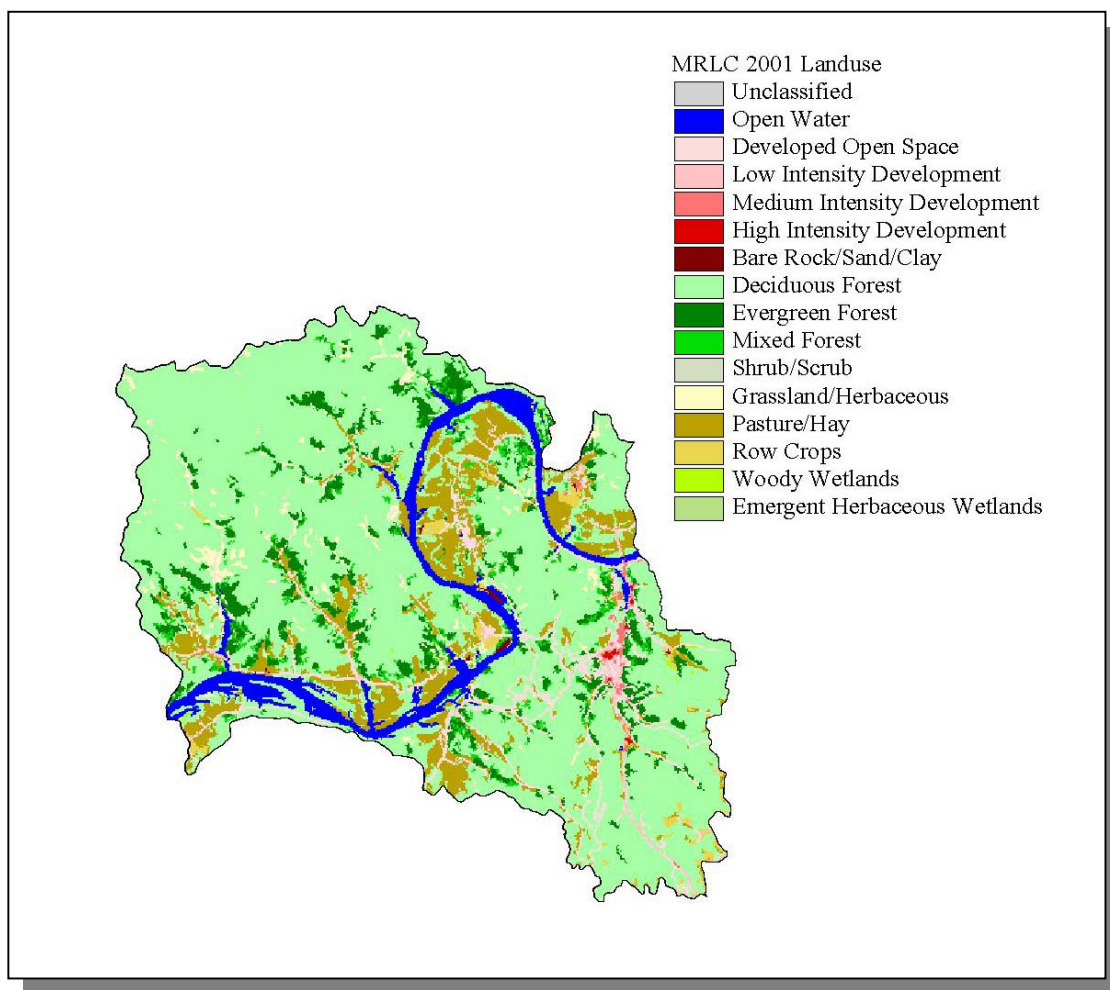 MRLC 2001 Landuse
Unclassified
Open Water
Developed Open Space
Low Intensity Development
Medium Intensity Development
High Intensity Development
Bare Rock/Sand/Clay
Deciduous Forest
Evergreen Forest
Mixed Forest
Shrub/Scrub
Grassland/Herbaceous
Pasture/Hay
Row Crops
Woody Wetlands
Emergent Herbaceous Wetlands